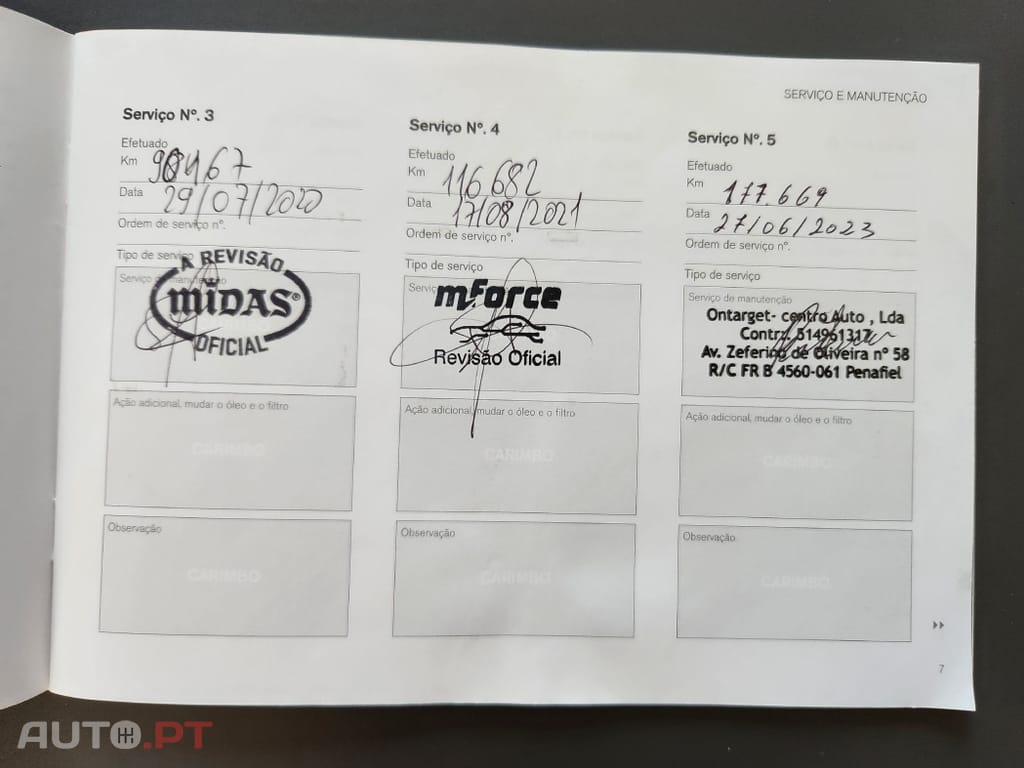 SERVIÇO E MANUTENÇÃO
Serviço Nº. 3
Efetuado
Km
Data 29/07/2020
Ordem de serviço nº.
Tipo de serviço
Serviço de manutenção
A REVISÃO
MIDAS®
OFICIAL
Ação adicional, mudar o óleo e o filtro
CARIMBO
Observação
CARIMBO
Serviço Nº. 4
Efetuado
Km 116 682
Data 17/08/2021
Ordem de serviço nº.
Tipo de serviço
mforce
Revisão Oficial
Ação adicional, mudar o óleo e o filtro
CARIMBO
Observação
CARIMBO
Serviço Nº. 5
Efetuado
Km 177.669
Data 27/06/2023
Ordem de serviço nº.
Tipo de serviço
Serviço de manutenção
Ontarget- centro Auto , Lda
Contr. 514961317
Av. Zeferino de Oliveira nº 58
R/C FR B 4560-061 Penafiel
Ação adicional, mudar o óleo e o filtro
CARIMBO
Observação
CARIMBO
7
AUTO.PT